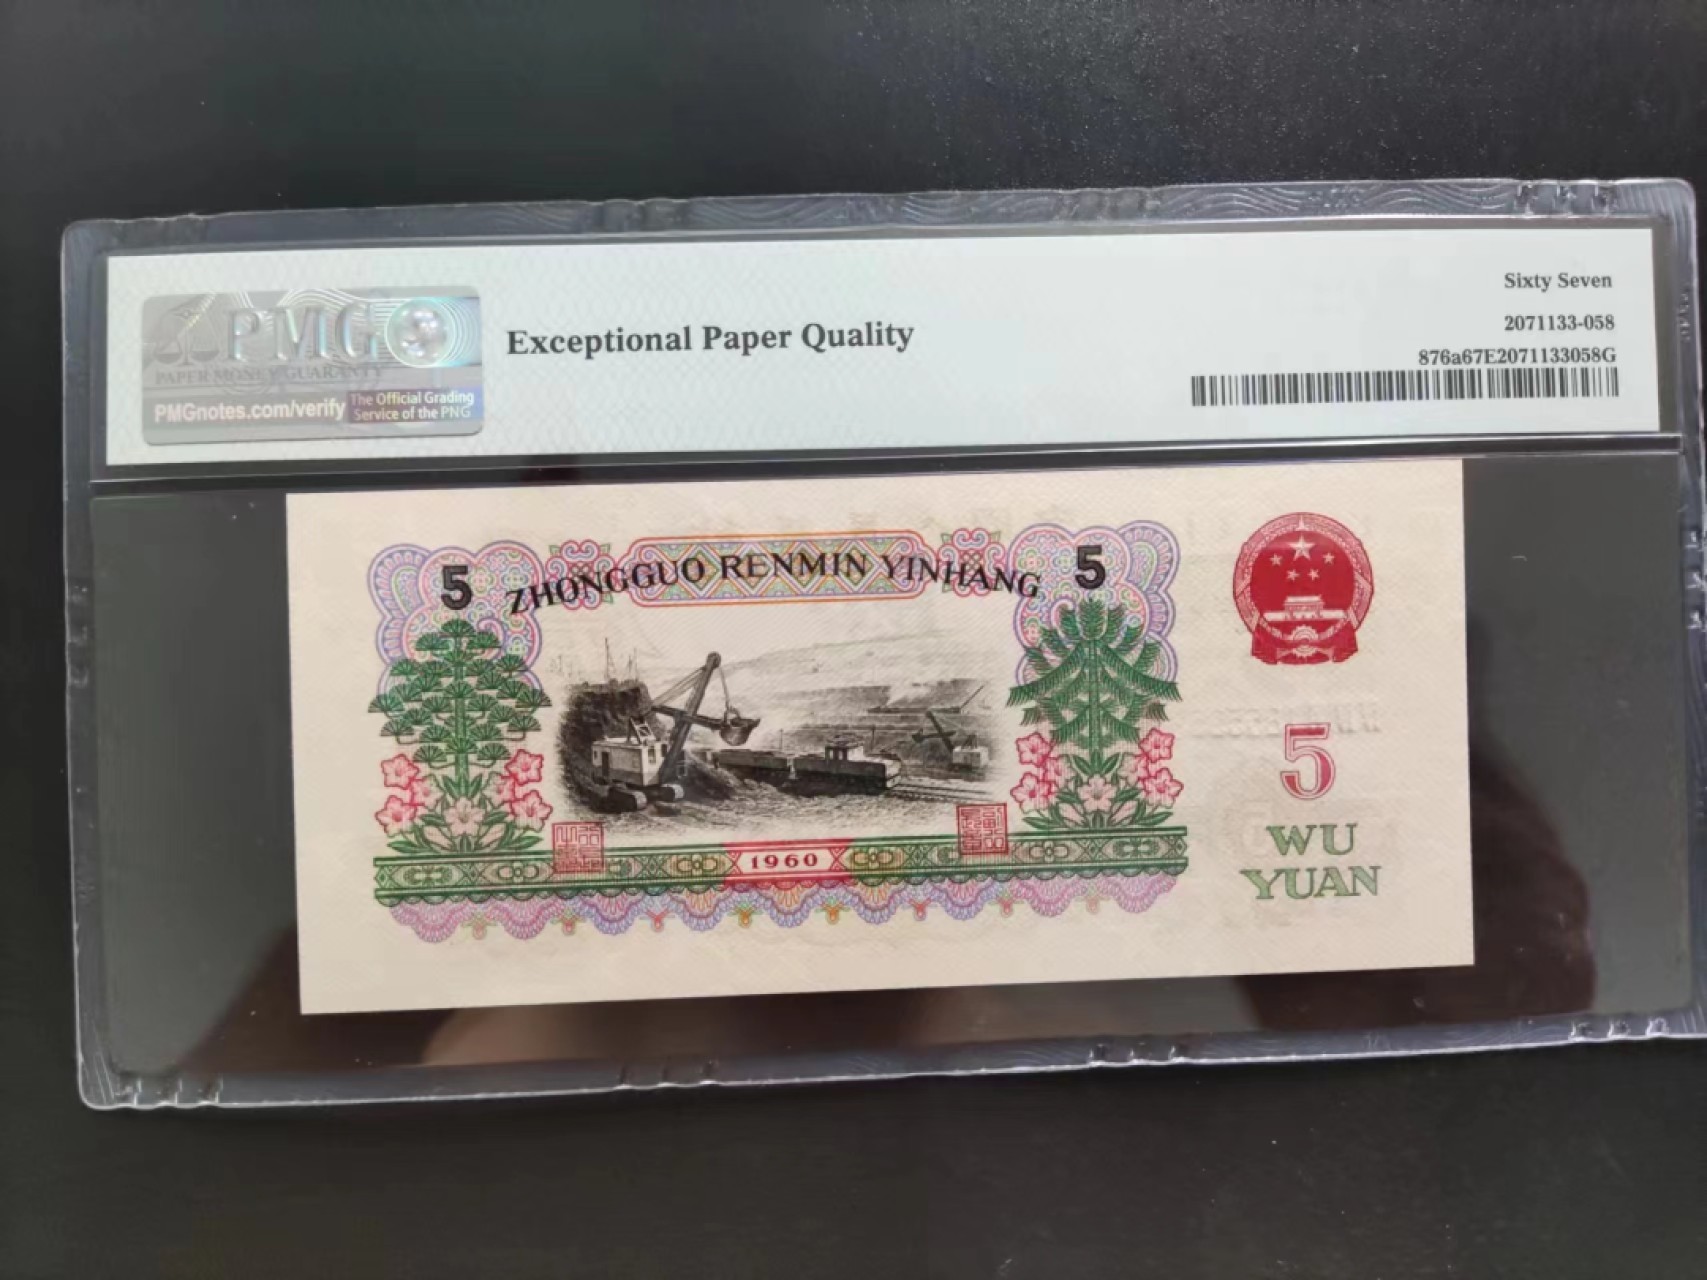 PMG
PAPER MONEY GUARANTY
PMGnotes.com/verify
The Official Grading
Service of the PNG
Exceptional Paper Quality
Sixty Seven
2071133-058
876a67E2071133058G
5 ZHONGGUO RENMIN YINHANG 5
5
WU
YUAN
1960